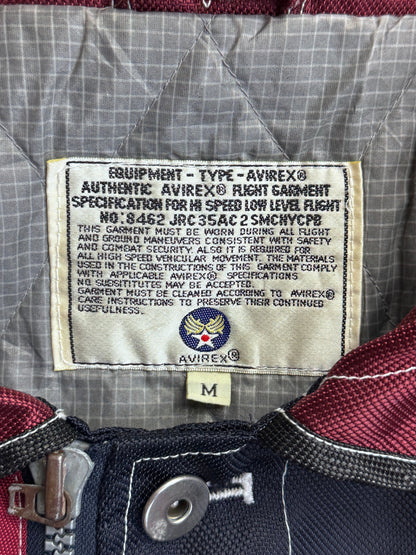 EQUIPMENT - TYPE - AVIREX®
AUTHENTIC AVIREX® FLIGHT GARMENT
SPECIFICATION FOR HI SPEED LOW LEVEL FLIGHT
NO:8462 JRC35AC2SMCHYCPB
THIS GARMENT MUST BE WORN DURING ALL FLIGHT
AND GROUND MANEUVERS CONSISTENT WITH SAFETY
AND COMBAT SECURITY. ALSO IT IS REQUIRED FOR
ALL HIGH SPEED VEHICULAR MOVEMENT. THE MATERIALS
USED IN THE CONSTRUCTIONS OF THIS GARMENT COMPLY
WITH APPLICABLE AVIREX® SPECIFICATIONS
NO SUBSITITUTES MAY BE ACCEPTED.
GARMENT MUST BE CLEANED ACCORDING TO AVIREX®
CARE INSTRUCTIONS TO PRESERVE THEIR CONTINUED
USEFULNESS.
AVIREX®
M